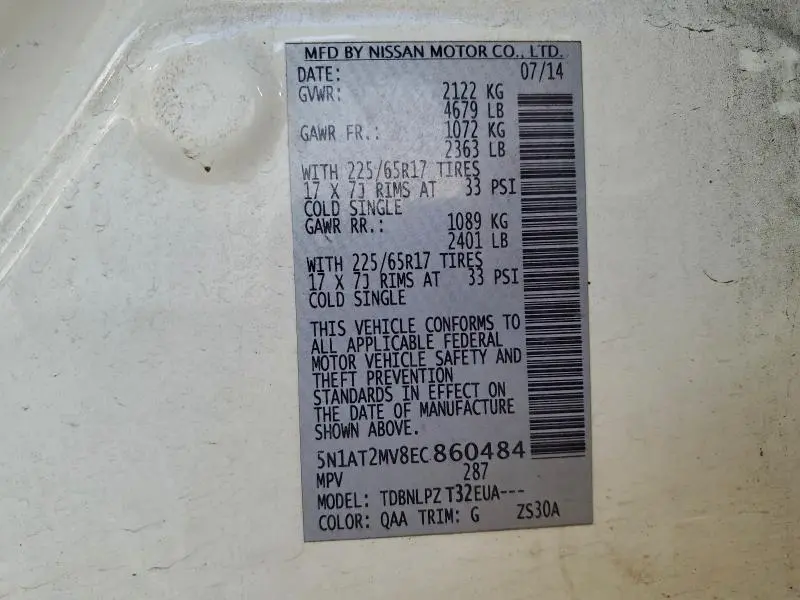 MFD BY NISSAN MOTOR CO., LTD.
DATE: 07/14
GVWR: 2122 KG
4679 LB
GAWR FR.: 1072 KG
2363 LB
WITH 225/65R17 TIRES
17 X 7J RIMS AT 33 PSI
COLD SINGLE
GAWR RR.: 1089 KG
2401 LB
WITH 225/65R17 TIRES
17 X 7J RIMS AT 33 PSI
COLD SINGLE
THIS VEHICLE CONFORMS TO
ALL APPLICABLE FEDERAL
MOTOR VEHICLE SAFETY AND
THEFT PREVENTION
STANDARDS IN EFFECT ON
THE DATE OF MANUFACTURE
SHOWN ABOVE.
5N1AT2MV8EC860484
MPV 287
MODEL: TDBNLPZ T32EUA---
COLOR: QAA TRIM: G ZS30A